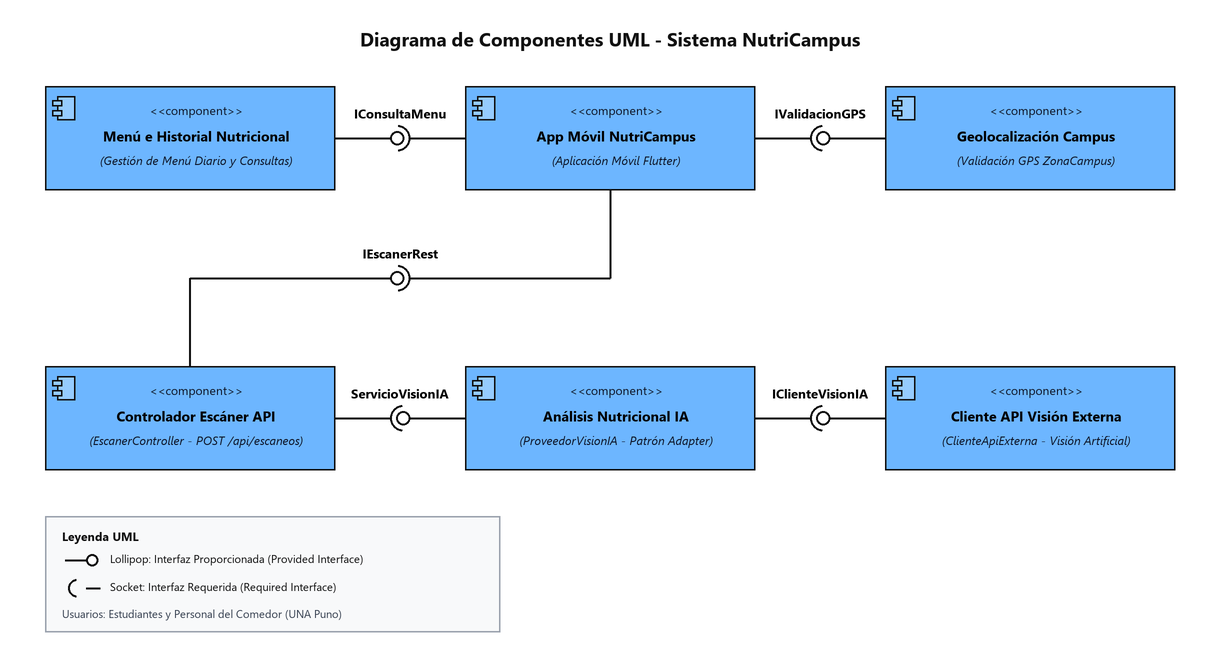 Diagrama de Componentes UML - Sistema NutriCampus
<<component>>
Menú e Historial Nutricional
(Gestión de Menú Diario y Consultas)
IConsultaMenu
<<component>>
App Móvil NutriCampus
(Aplicación Móvil Flutter)
IValidacionGPS
<<component>>
Geolocalización Campus
(Validación GPS ZonaCampus)
IEscanerRest
<<component>>
Controlador Escáner API
(EscanerController - POST /api/escaneos)
ServicioVisionIA
<<component>>
Análisis Nutricional IA
(ProveedorVisionIA - Patrón Adapter)
IClienteVisionIA
<<component>>
Cliente API Visión Externa
(ClienteApiExterna - Visión Artificial)
Leyenda UML
Lollipop: Interfaz Proporcionada (Provided Interface)
Socket: Interfaz Requerida (Required Interface)
Usuarios: Estudiantes y Personal del Comedor (UNA Puno)